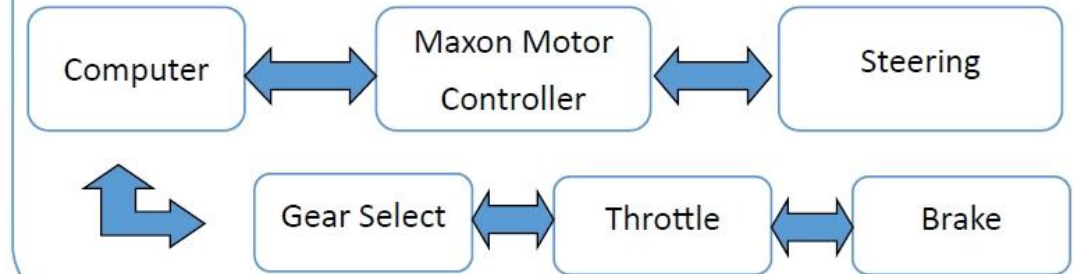 Computer
Maxon Motor
Controller
Steering
Gear Select
Throttle
Brake